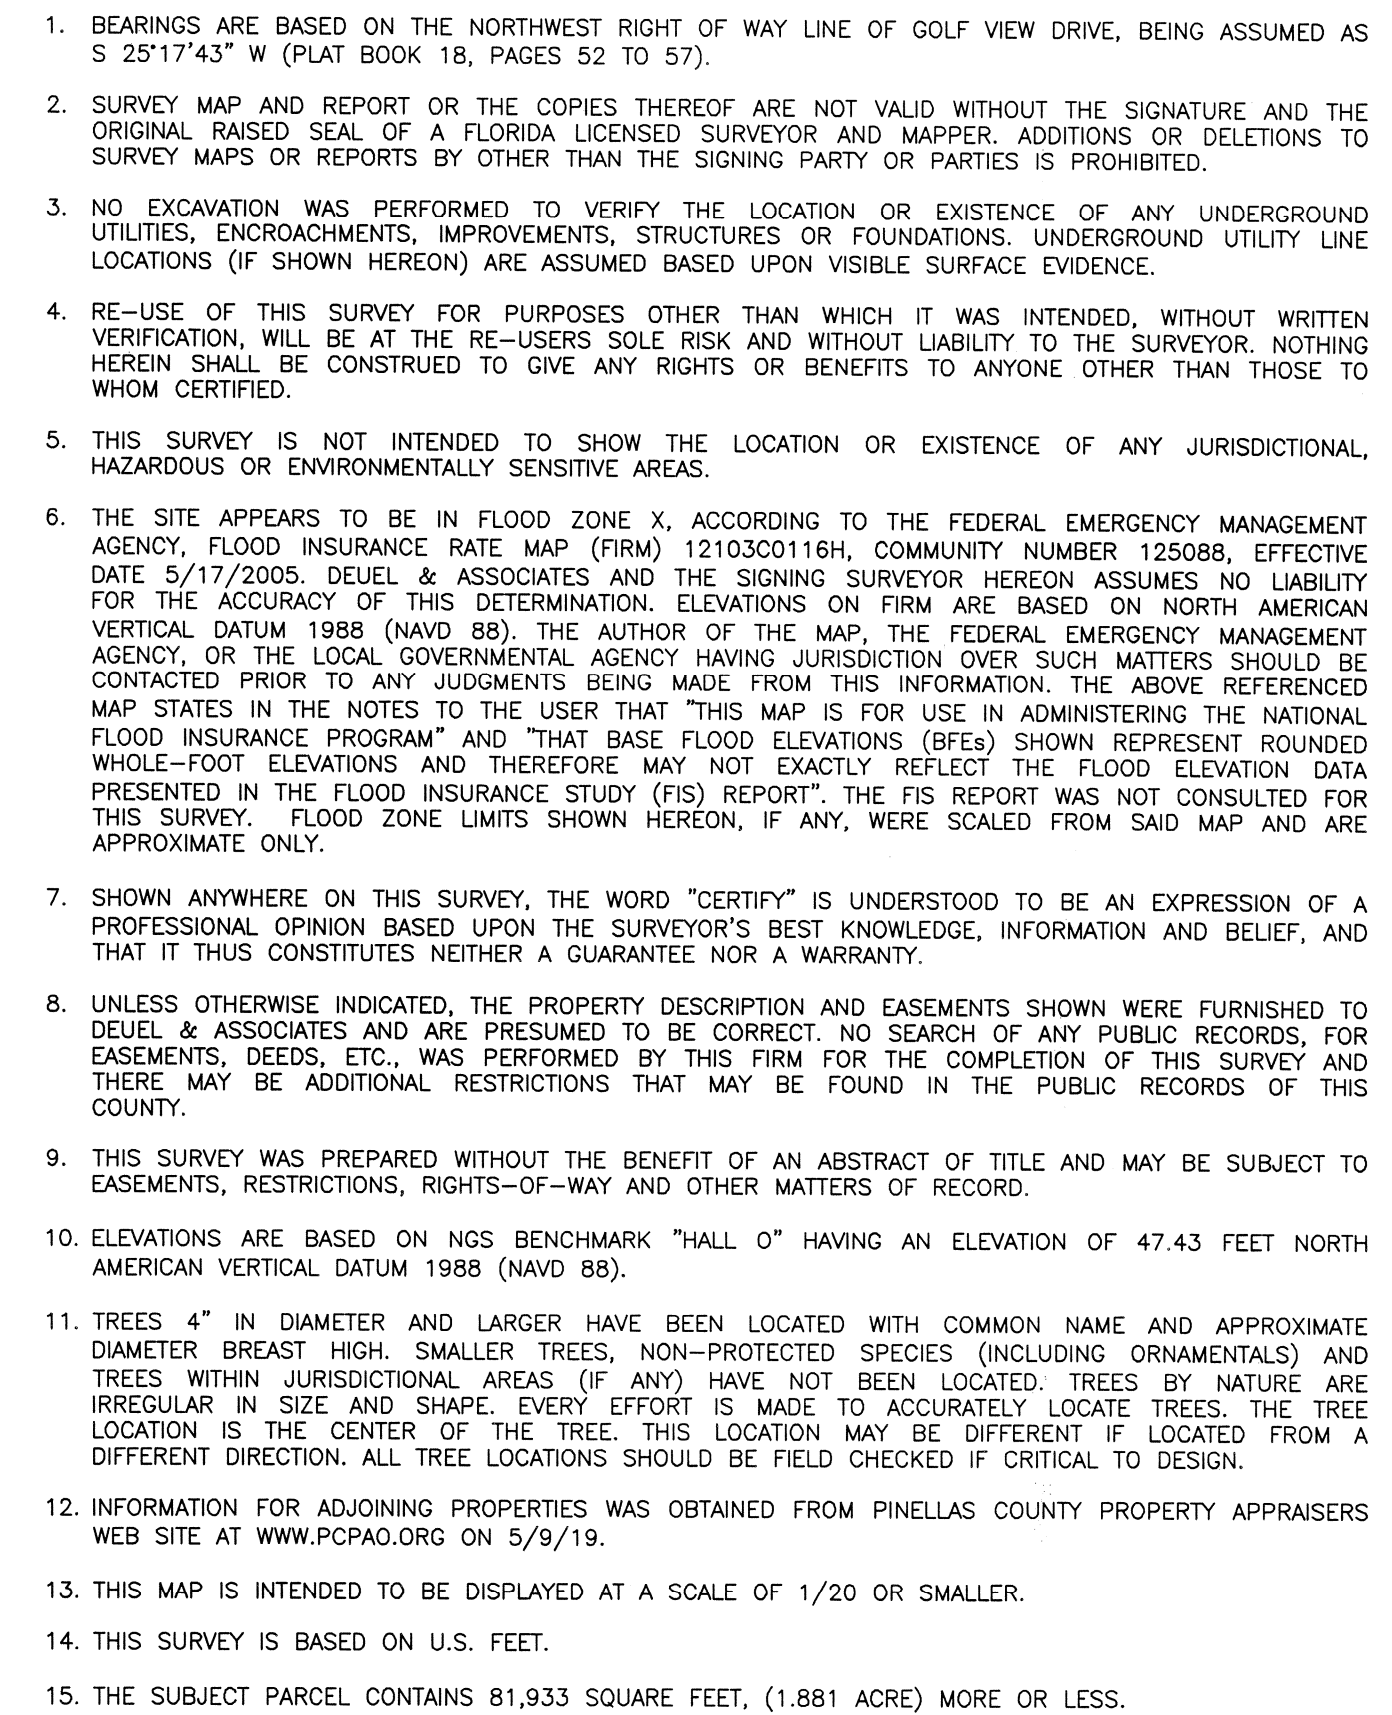 1. BEARINGS ARE BASED ON THE NORTHWEST RIGHT OF WAY LINE OF GOLF VIEW DRIVE, BEING ASSUMED AS
S 25°17'43" W (PLAT BOOK 18, PAGES 52 TO 57).
2. SURVEY MAP AND REPORT OR THE COPIES THEREOF ARE NOT VALID WITHOUT THE SIGNATURE AND THE
ORIGINAL RAISED SEAL OF A FLORIDA LICENSED SURVEYOR AND MAPPER. ADDITIONS OR DELETIONS TO
SURVEY MAPS OR REPORTS BY OTHER THAN THE SIGNING PARTY OR PARTIES IS PROHIBITED.
3. NO EXCAVATION WAS PERFORMED TO VERIFY THE LOCATION OR EXISTENCE OF ANY UNDERGROUND
UTILITIES, ENCROACHMENTS, IMPROVEMENTS, STRUCTURES OR FOUNDATIONS. UNDERGROUND UTILITY LINE
LOCATIONS (IF SHOWN HEREON) ARE ASSUMED BASED UPON VISIBLE SURFACE EVIDENCE.
4. RE-USE OF THIS SURVEY FOR PURPOSES OTHER THAN WHICH IT WAS INTENDED, WITHOUT WRITTEN
VERIFICATION, WILL BE AT THE RE-USERS SOLE RISK AND WITHOUT LIABILITY TO THE SURVEYOR. NOTHING
HEREIN SHALL BE CONSTRUED TO GIVE ANY RIGHTS OR BENEFITS TO ANYONE OTHER THAN THOSE TO
WHOM CERTIFIED.
5. THIS SURVEY IS NOT INTENDED TO SHOW THE LOCATION OR EXISTENCE OF ANY JURISDICTIONAL,
HAZARDOUS OR ENVIRONMENTALLY SENSITIVE AREAS.
6. THE SITE APPEARS TO BE IN FLOOD ZONE X, ACCORDING TO THE FEDERAL EMERGENCY MANAGEMENT
AGENCY, FLOOD INSURANCE RATE MAP (FIRM) 12103C0116H, COMMUNITY NUMBER 125088, EFFECTIVE
DATE 5/17/2005. DEUEL & ASSOCIATES AND THE SIGNING SURVEYOR HEREON ASSUMES NO LIABILITY
FOR THE ACCURACY OF THIS DETERMINATION. ELEVATIONS ON FIRM ARE BASED ON NORTH AMERICAN
VERTICAL DATUM 1988 (NAVD 88). THE AUTHOR OF THE MAP, THE FEDERAL EMERGENCY MANAGEMENT
AGENCY, OR THE LOCAL GOVERNMENTAL AGENCY HAVING JURISDICTION OVER SUCH MATTERS SHOULD BE
CONTACTED PRIOR TO ANY JUDGMENTS BEING MADE FROM THIS INFORMATION. THE ABOVE REFERENCED
MAP STATES IN THE NOTES TO THE USER THAT "THIS MAP IS FOR USE IN ADMINISTERING THE NATIONAL
FLOOD INSURANCE PROGRAM" AND "THAT BASE FLOOD ELEVATIONS (BFEs) SHOWN REPRESENT ROUNDED
WHOLE-FOOT ELEVATIONS AND THEREFORE MAY NOT EXACTLY REFLECT THE FLOOD ELEVATION DATA
PRESENTED IN THE FLOOD INSURANCE STUDY (FIS) REPORT". THE FIS REPORT WAS NOT CONSULTED FOR
THIS SURVEY. FLOOD ZONE LIMITS SHOWN HEREON, IF ANY, WERE SCALED FROM SAID MAP AND ARE
APPROXIMATE ONLY.
7. SHOWN ANYWHERE ON THIS SURVEY, THE WORD "CERTIFY" IS UNDERSTOOD TO BE AN EXPRESSION OF A
PROFESSIONAL OPINION BASED UPON THE SURVEYOR'S BEST KNOWLEDGE, INFORMATION AND BELIEF, AND
THAT IT THUS CONSTITUTES NEITHER A GUARANTEE NOR A WARRANTY.
8. UNLESS OTHERWISE INDICATED, THE PROPERTY DESCRIPTION AND EASEMENTS SHOWN WERE FURNISHED TO
DEUEL & ASSOCIATES AND ARE PRESUMED TO BE CORRECT. NO SEARCH OF ANY PUBLIC RECORDS, FOR
EASEMENTS, DEEDS, ETC., WAS PERFORMED BY THIS FIRM FOR THE COMPLETION OF THIS SURVEY AND
THERE MAY BE ADDITIONAL RESTRICTIONS THAT MAY BE FOUND IN THE PUBLIC RECORDS OF THIS
COUNTY.
9. THIS SURVEY WAS PREPARED WITHOUT THE BENEFIT OF AN ABSTRACT OF TITLE AND MAY BE SUBJECT TO
EASEMENTS, RESTRICTIONS, RIGHTS-OF-WAY AND OTHER MATTERS OF RECORD.
10. ELEVATIONS ARE BASED ON NGS BENCHMARK "HALL O" HAVING AN ELEVATION OF 47.43 FEET NORTH
AMERICAN VERTICAL DATUM 1988 (NAVD 88).
11. TREES 4" IN DIAMETER AND LARGER HAVE BEEN LOCATED WITH COMMON NAME AND APPROXIMATE
DIAMETER BREAST HIGH. SMALLER TREES, NON-PROTECTED SPECIES (INCLUDING ORNAMENTALS) AND
TREES WITHIN JURISDICTIONAL AREAS (IF ANY) HAVE NOT BEEN LOCATED. TREES BY NATURE ARE
IRREGULAR IN SIZE AND SHAPE. EVERY EFFORT IS MADE TO ACCURATELY LOCATE TREES. THE TREE
LOCATION IS THE CENTER OF THE TREE. THIS LOCATION MAY BE DIFFERENT IF LOCATED FROM A
DIFFERENT DIRECTION. ALL TREE LOCATIONS SHOULD BE FIELD CHECKED IF CRITICAL TO DESIGN.
12. INFORMATION FOR ADJOINING PROPERTIES WAS OBTAINED FROM PINELLAS COUNTY PROPERTY APPRAISERS
WEB SITE AT WWW.PCPAO.ORG ON 5/9/19.
13. THIS MAP IS INTENDED TO BE DISPLAYED AT A SCALE OF 1/20 OR SMALLER.
14. THIS SURVEY IS BASED ON U.S. FEET.
15. THE SUBJECT PARCEL CONTAINS 81,933 SQUARE FEET, (1.881 ACRE) MORE OR LESS.